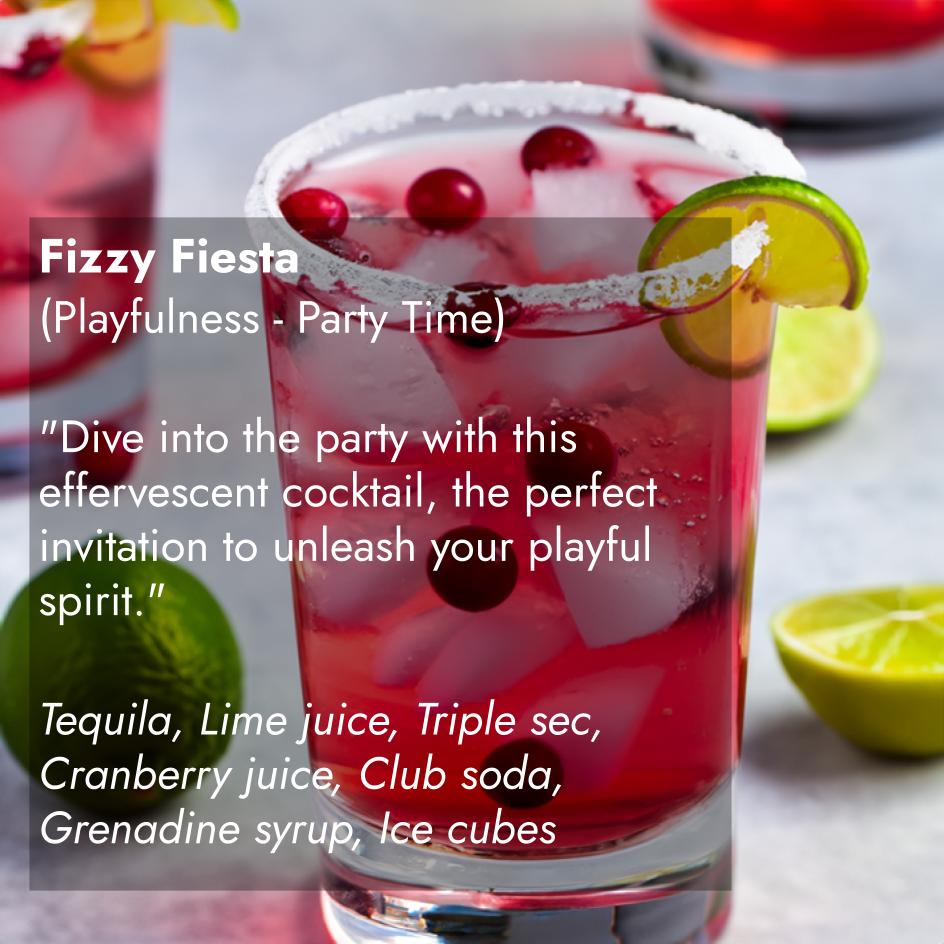 Fizzy Fiesta
(Playfulness - Party Time)
"Dive into the party with this
effervescent cocktail, the perfect
invitation to unleash your playful
spirit."
Tequila, Lime juice, Triple sec,
Cranberry juice, Club soda,
Grenadine syrup, Ice cubes